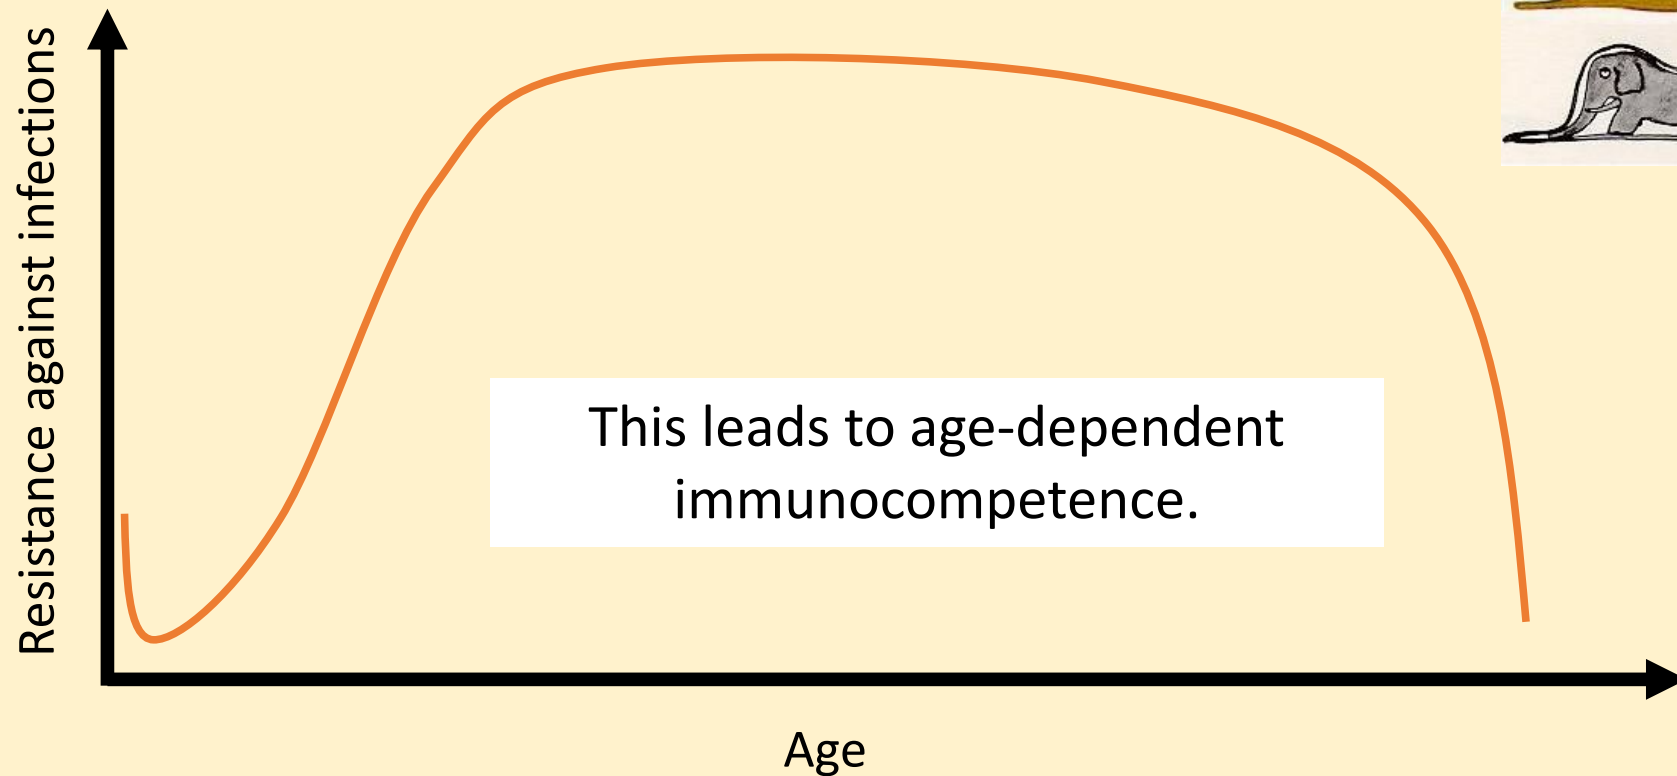 Resistance against infections
This leads to age-dependent
immunocompetence.
Age